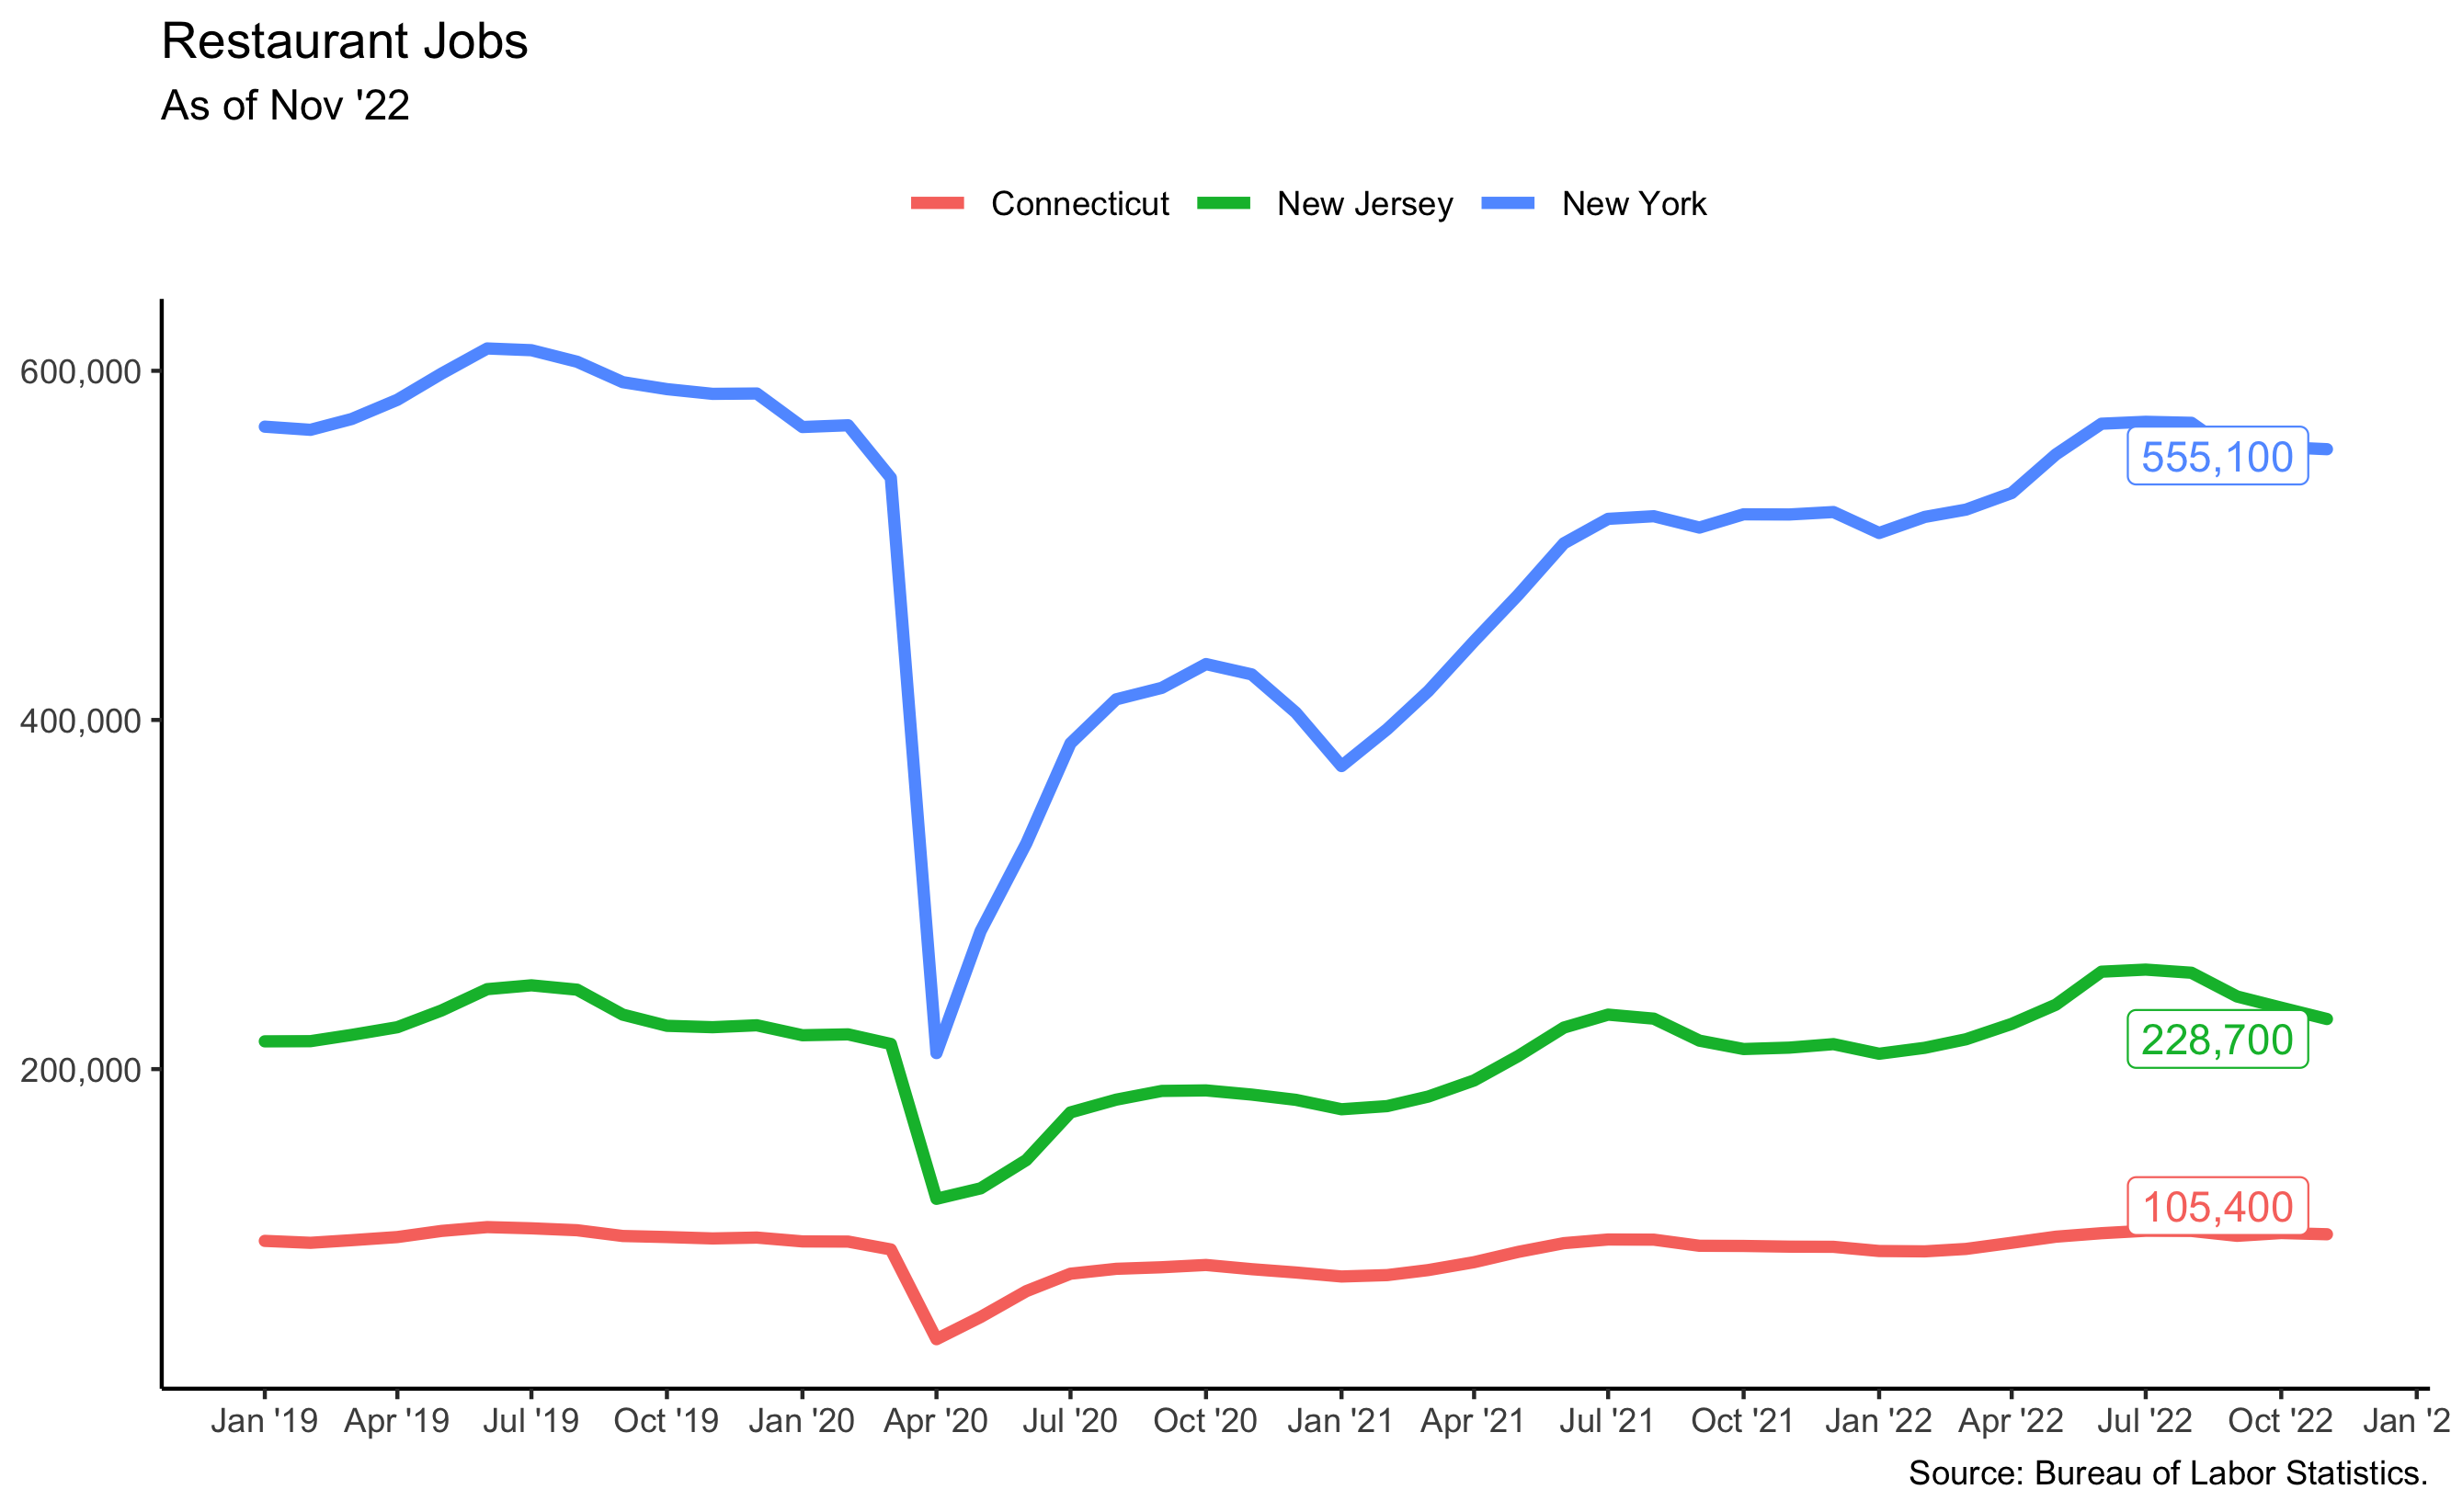 Restaurant Jobs
As of Nov '22
Connecticut New Jersey New York
600,000
400,000
200,000
555,100
228,700
105,400
Jan '19 Apr '19 Jul '19 Oct '19 Jan '20 Apr '20 Jul '20 Oct '20 Jan '21 Apr '21 Jul '21 Oct '21 Jan '22 Apr '22 Jul '22 Oct '22 Jan '2
Source: Bureau of Labor Statistics.